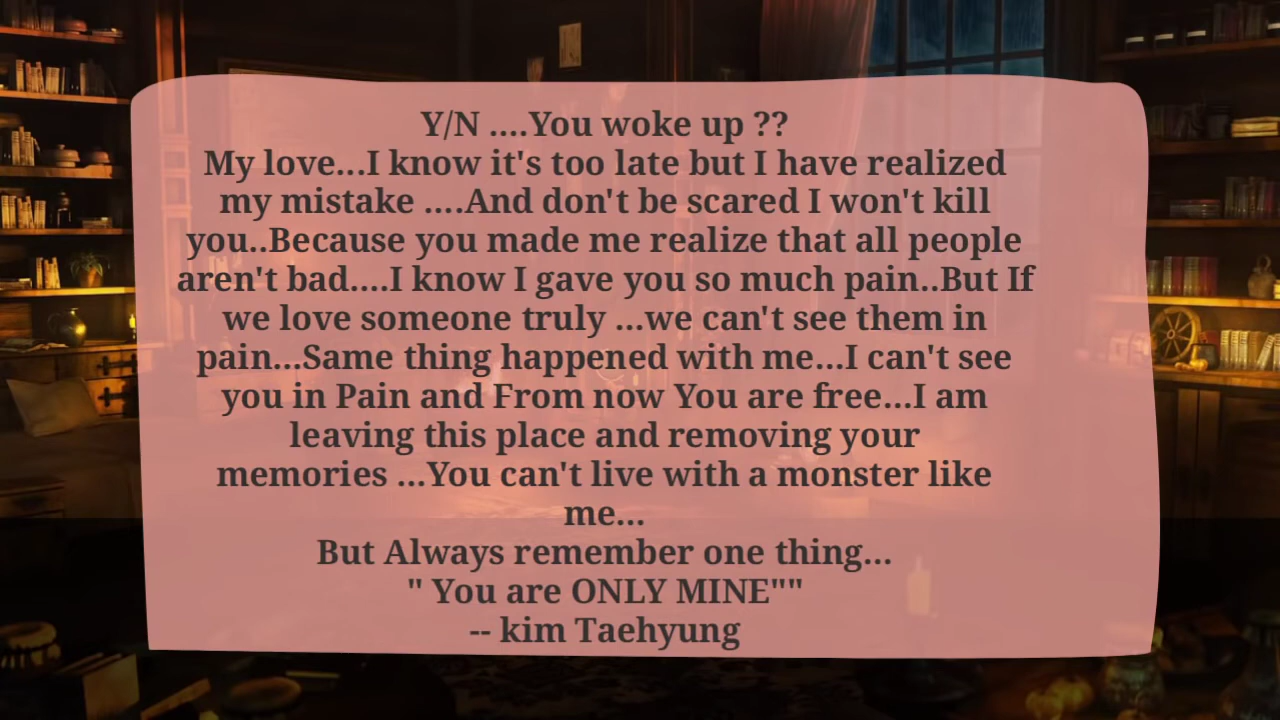 Y/N ....You woke up ??
My love...I know it's too late but I have realized
my mistake ....And don't be scared I won't kill
you..Because you made me realize that all people
aren't bad....I know I gave you so much pain..But If
we love someone truly ...we can't see them in
pain...Same thing happened with me...I can't see
you in Pain and From now You are free...I am
leaving this place and removing your
memories ...You can't live with a monster like
me...
But Always remember one thing...
" You are ONLY MINE""
-- kim Taehyung